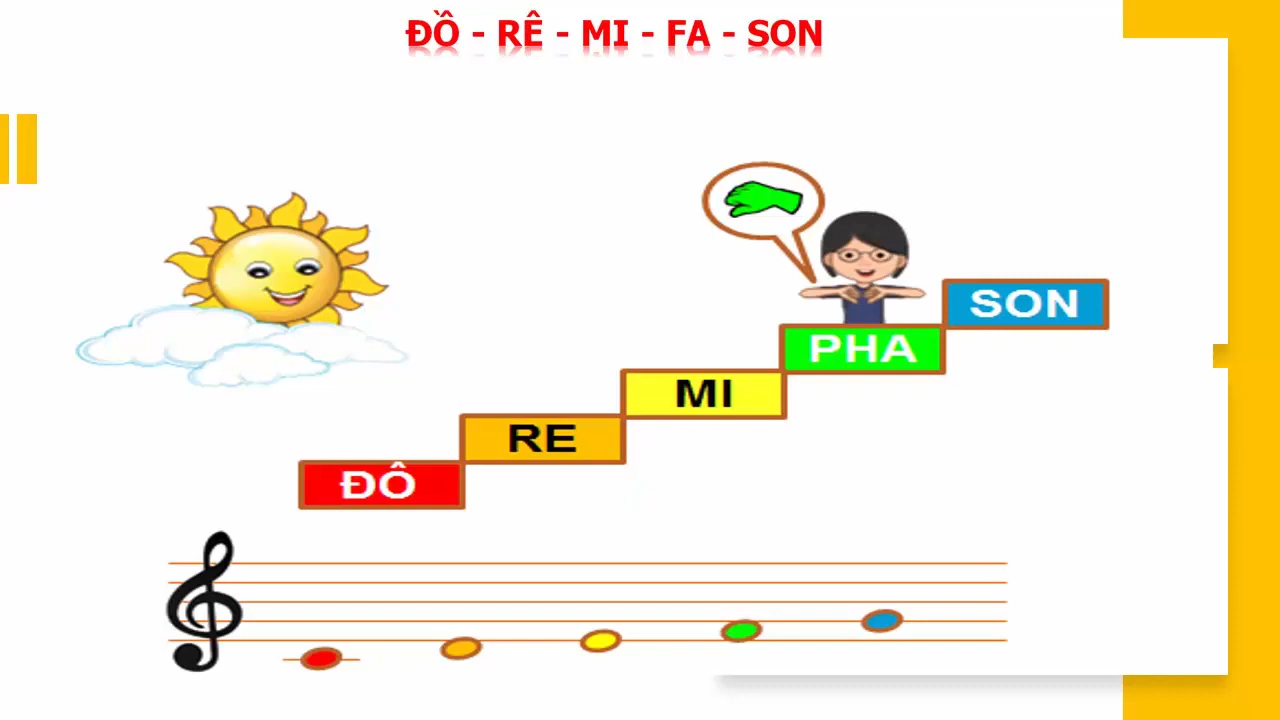 ĐỒ - RÊ - MI - FA - SON
SON
PHA
MI
RE
ĐÔ